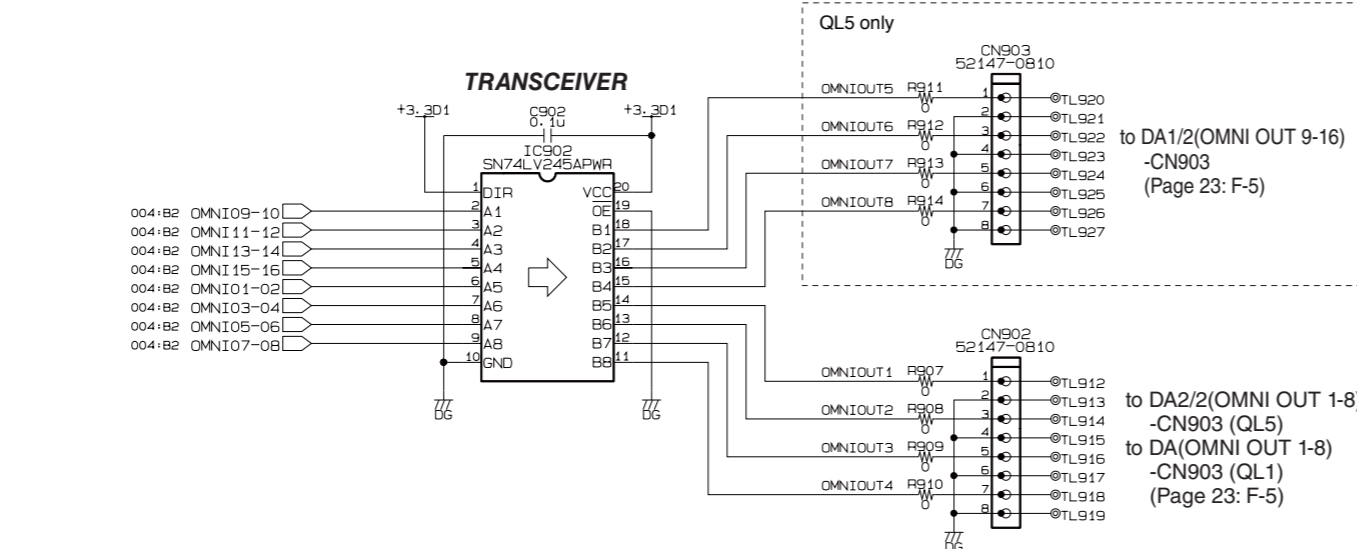 QL5 only
CN903
52147-0810
TRANSCEIVER
+3.3D1
C902
0.1u
+3.3D1
IC902
SN74LV245APWR
OMNIOUT5 R911
0
OMNIOUT6 R912
0
OMNIOUT7 R913
0
OMNIOUT8 R914
0
1 TL920
2 TL921
3 TL922
4 TL923
5 TL924
6 TL925
7 TL926
8 TL927
to DA1/2(OMNI OUT 9-16)
-CN903
(Page 23: F-5)
1 DIR VCC 20
004:B2 OMNI09-10 2 A1 OE 19
004:B2 OMNI11-12 3 A2 B1 18
004:B2 OMNI13-14 4 A3 B2 17
004:B2 OMNI15-16 5 A4 B3 16
004:B2 OMNI01-02 6 A5 B4 15
004:B2 OMNI03-04 7 A6 B5 14
004:B2 OMNI05-06 8 A7 B6 13
004:B2 OMNI07-08 9 A8 B7 12
10 GND B8 11
DG
DG
DG
CN902
52147-0810
OMNIOUT1 R907
0
OMNIOUT2 R908
0
OMNIOUT3 R909
0
OMNIOUT4 R910
0
1 TL912
2 TL913
3 TL914
4 TL915
5 TL916
6 TL917
7 TL918
8 TL919
DG
to DA2/2(OMNI OUT 1-8)
-CN903 (QL5)
to DA(OMNI OUT 1-8)
-CN903 (QL1)
(Page 23: F-5)